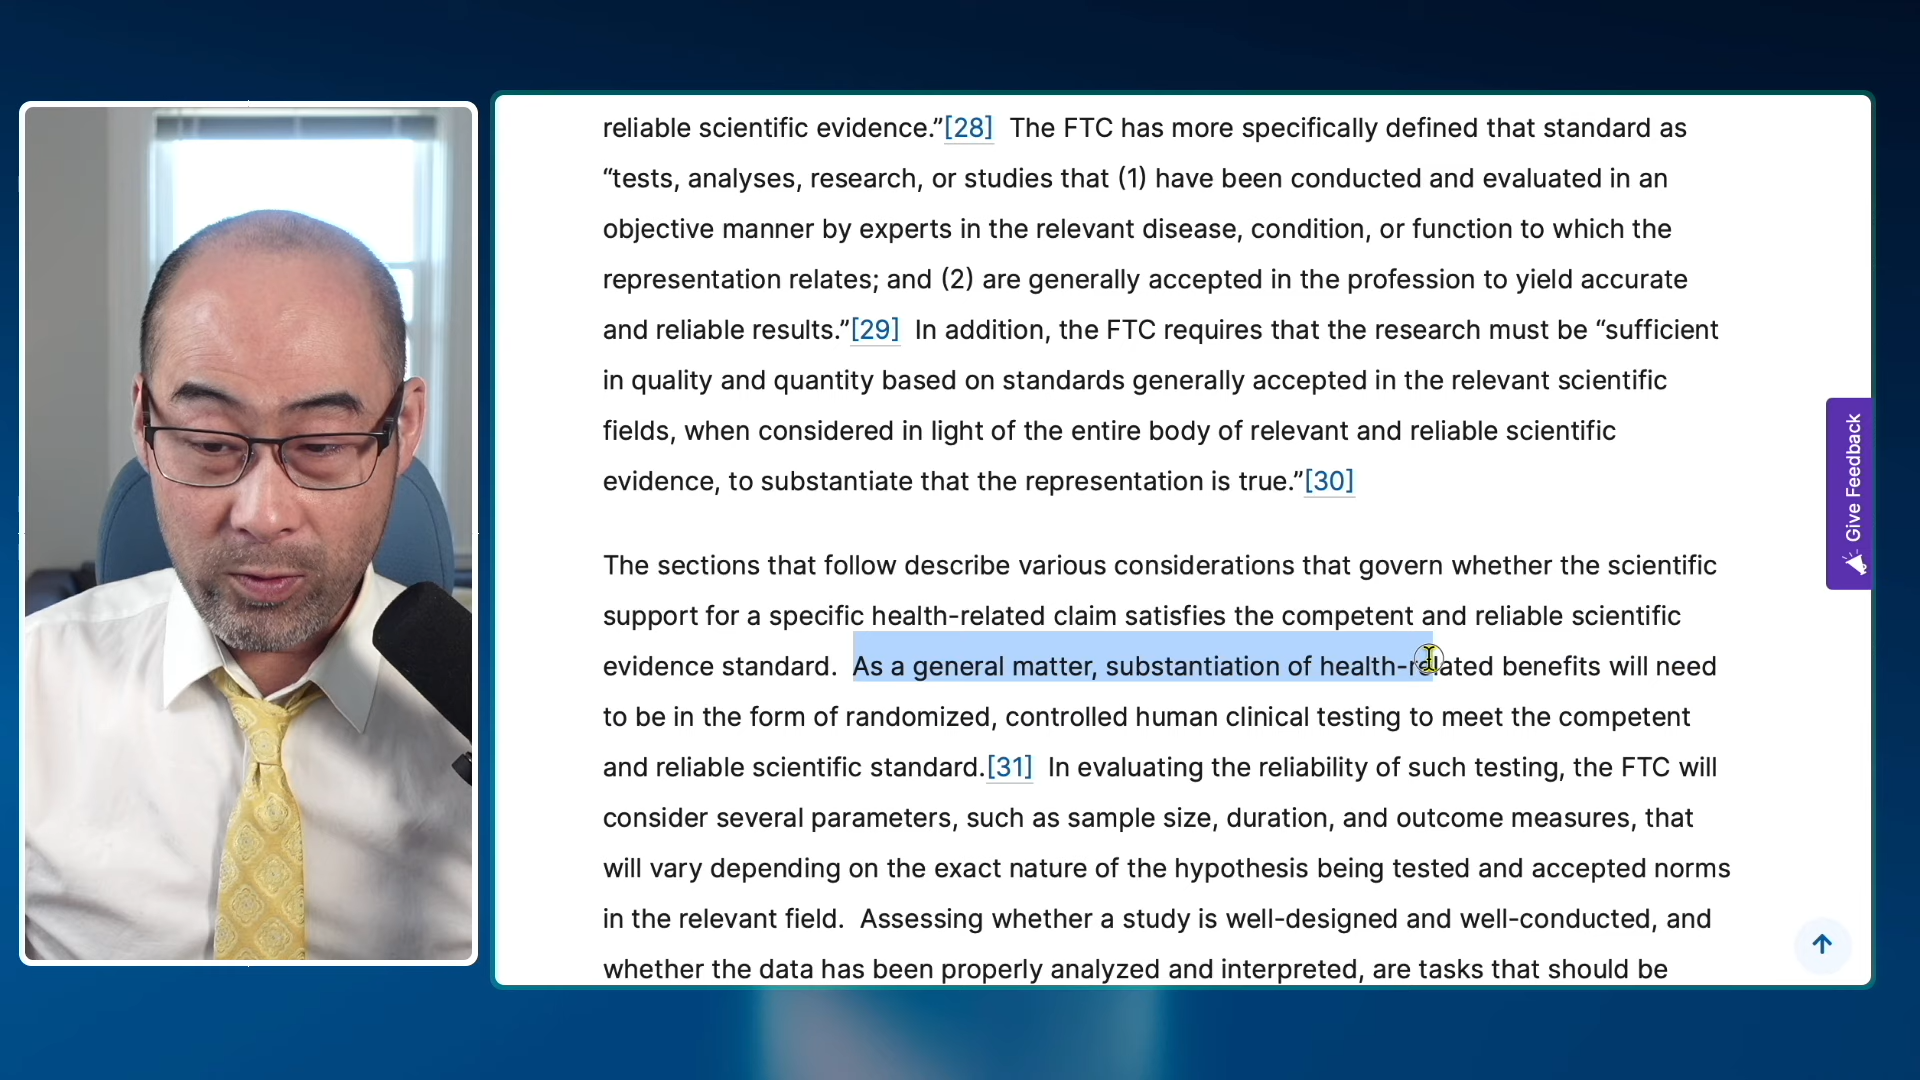 reliable scientific evidence.”[28]  The FTC has more specifically defined that standard as
“tests, analyses, research, or studies that (1) have been conducted and evaluated in an
objective manner by experts in the relevant disease, condition, or function to which the
representation relates; and (2) are generally accepted in the profession to yield accurate
and reliable results.”[29]  In addition, the FTC requires that the research must be “sufficient
in quality and quantity based on standards generally accepted in the relevant scientific
fields, when considered in light of the entire body of relevant and reliable scientific
evidence, to substantiate that the representation is true.”[30]
The sections that follow describe various considerations that govern whether the scientific
support for a specific health-related claim satisfies the competent and reliable scientific
evidence standard.  As a general matter, substantiation of health-related benefits will need
to be in the form of randomized, controlled human clinical testing to meet the competent
and reliable scientific standard.[31]  In evaluating the reliability of such testing, the FTC will
consider several parameters, such as sample size, duration, and outcome measures, that
will vary depending on the exact nature of the hypothesis being tested and accepted norms
in the relevant field.  Assessing whether a study is well-designed and well-conducted, and
whether the data has been properly analyzed and interpreted, are tasks that should be
Give Feedback